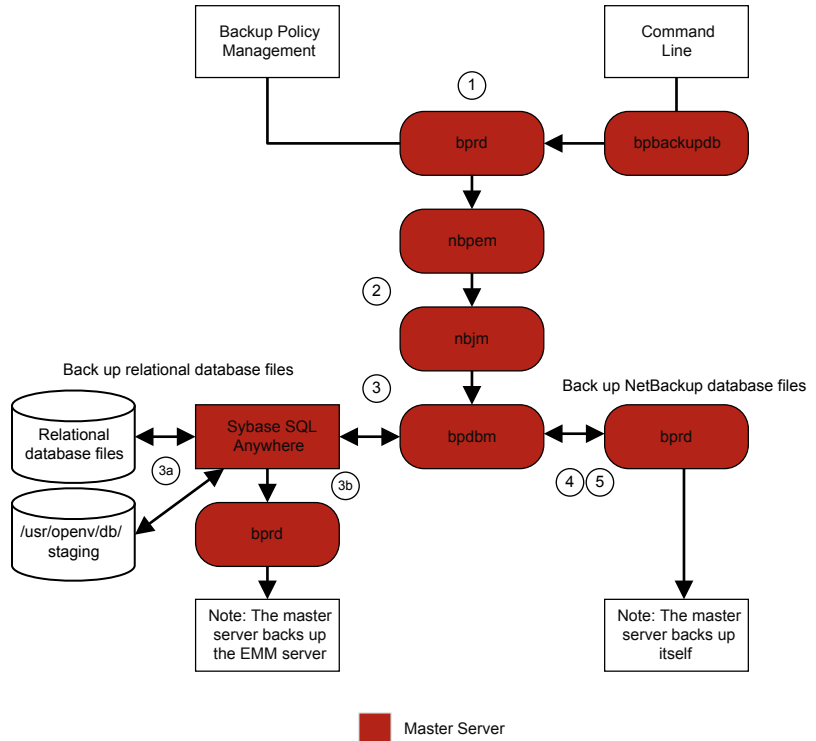 Backup Policy
Management
Command
Line
1
bprd
bpbackupdb
nbpem
2
nbjm
Back up relational database files
3
Back up NetBackup database files
Relational
database files
Sybase SQL
Anywhere
bpdbm
bprd
3a
3b
4
5
/usr/openv/db/
staging
bprd
Note: The master
server backs up
the EMM server
Note: The master
server backs up
itself
Master Server